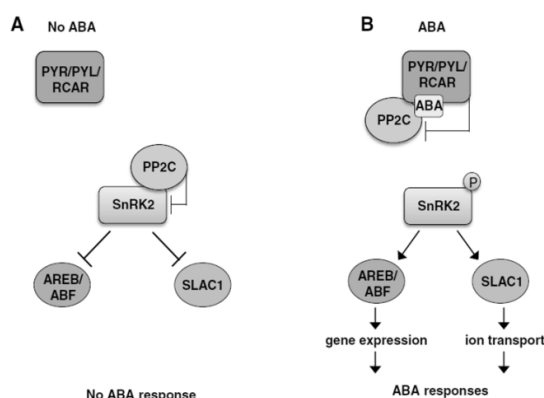 A
No ABA
PYR/PYL/
RCAR
PP2C
SnRK2
AREB/
ABF
SLAC1
No ABA response
B
ABA
PYR/PYL/
RCAR
ABA
PP2C
P
SnRK2
AREB/
ABF
SLAC1
gene expression
ion transport
ABA responses